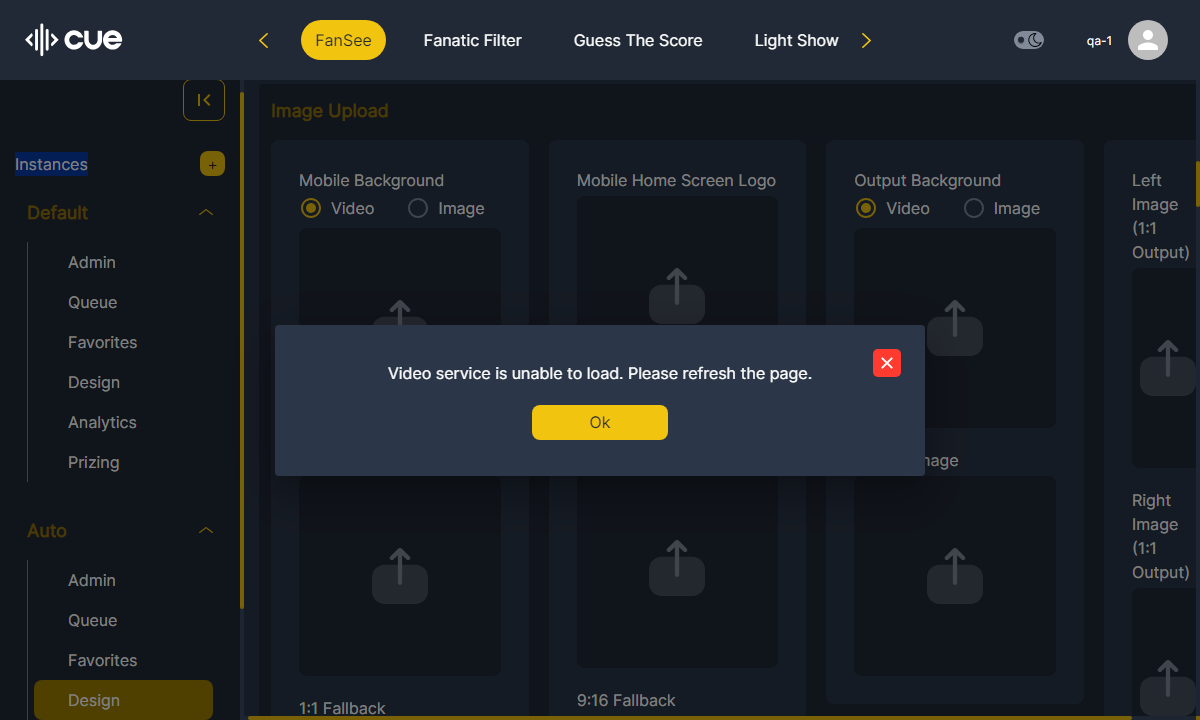 cue
FanSee
Fanatic Filter
Guess The Score
Light Show
qa-1
Instances
+
Default
Admin
Queue
Favorites
Design
Analytics
Prizing
Auto
Admin
Queue
Favorites
Design
Image Upload
Mobile Background
Video
Image
Mobile Home Screen Logo
Output Background
Video
Image
Left
Image
(1:1
Output)
Video service is unable to load. Please refresh the page.
Ok
Right
Image
(1:1
Output)
1:1 Fallback
9:16 Fallback